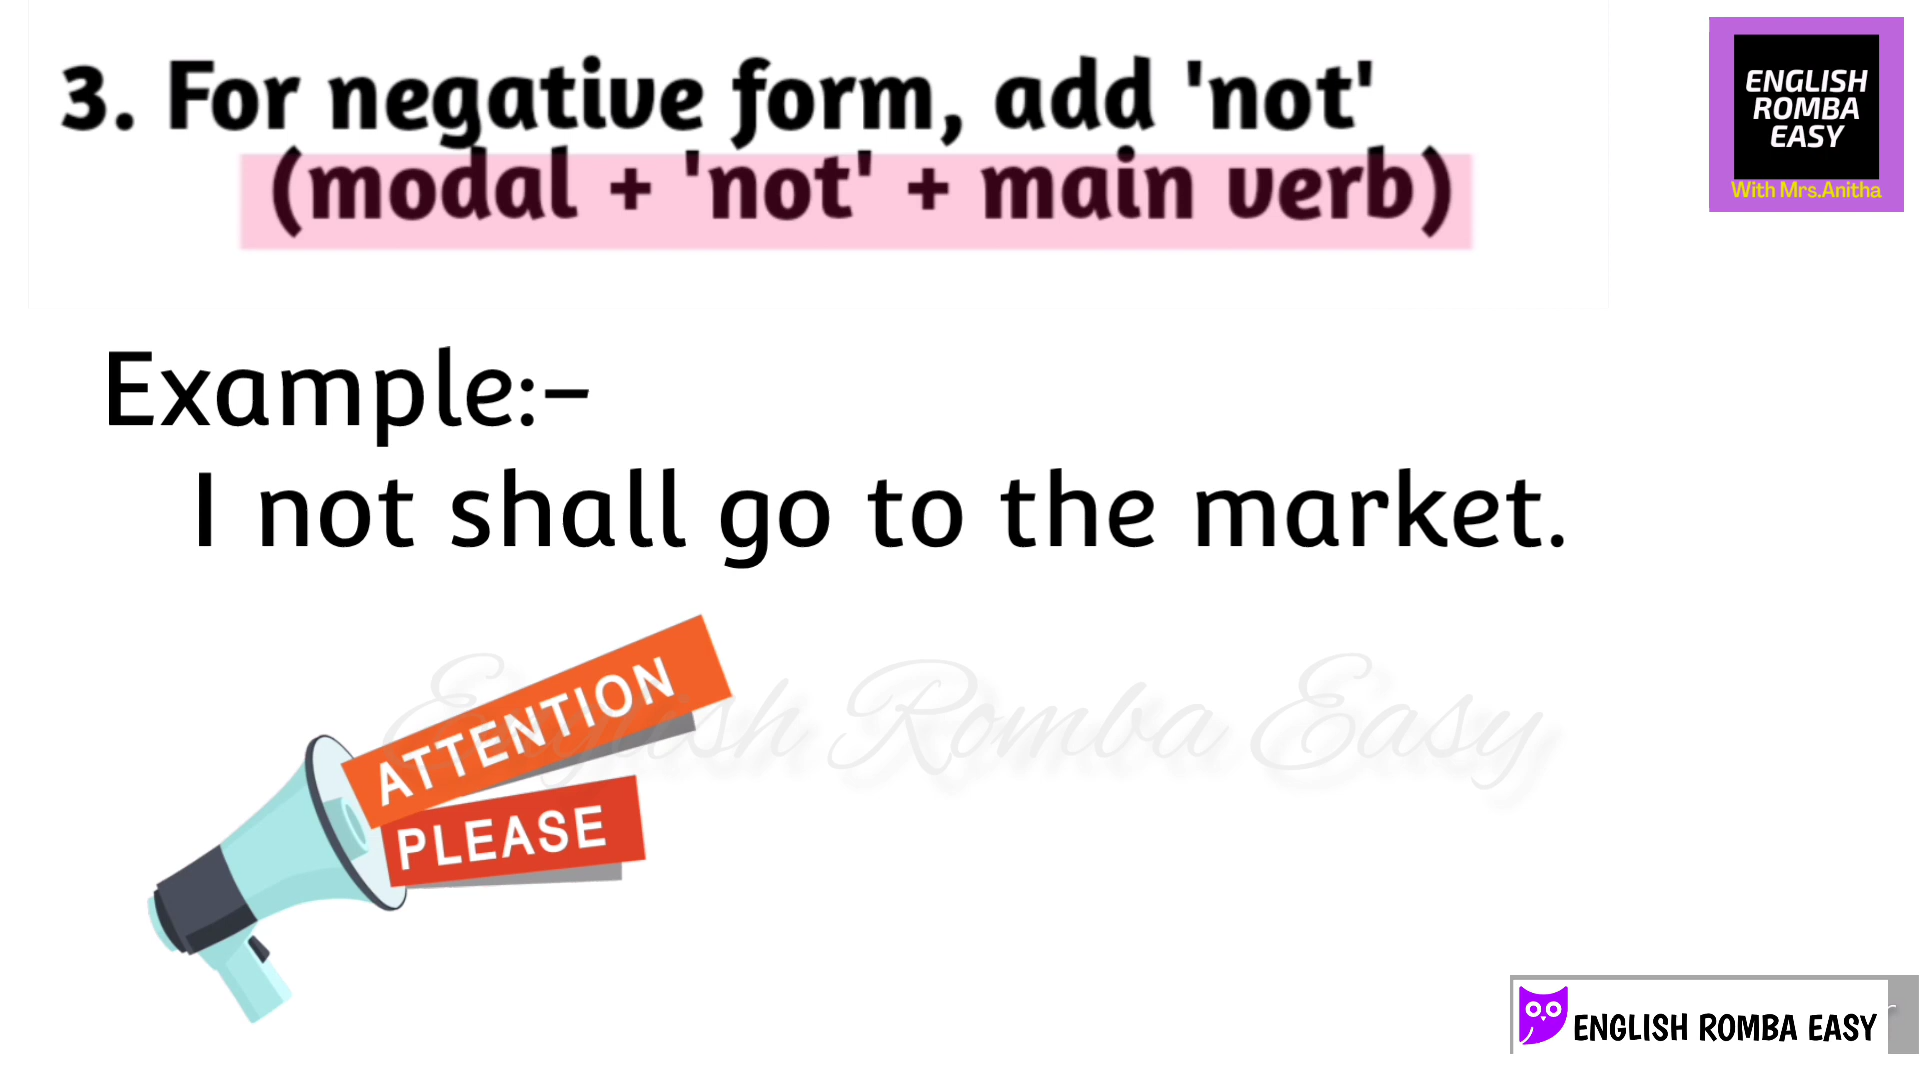 3. For negative form, add 'not'
(modal + 'not' + main verb)
ENGLISH
ROMBA
EASY
With Mrs.Anitha
Example:–
I not shall go to the market.
ATTENTION
PLEASE
English Romba Easy
ENGLISH ROMBA EASY